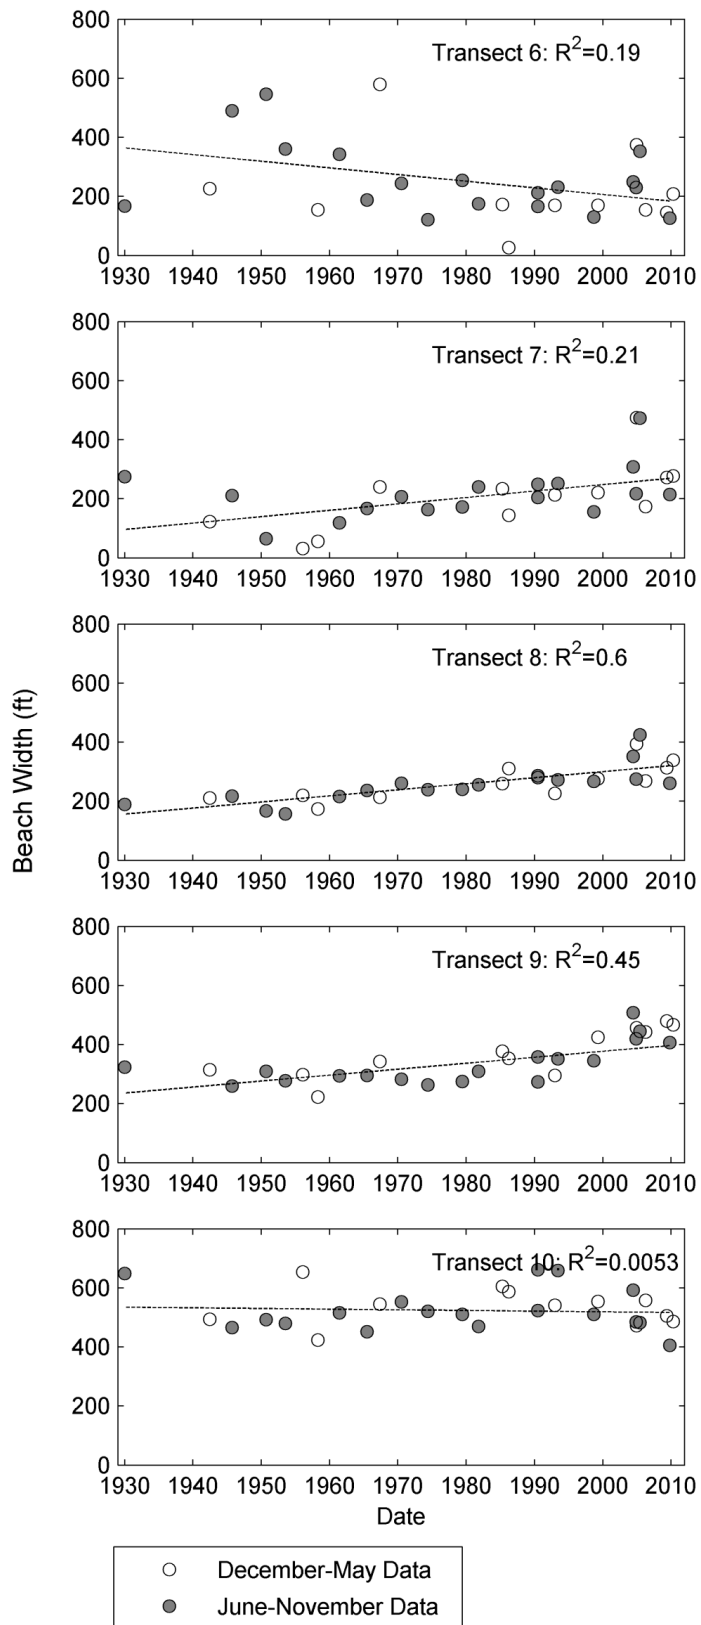 800
Transect 6: R²=0.19
600
400
200
0
1930 1940 1950 1960 1970 1980 1990 2000 2010
800
Transect 7: R²=0.21
600
400
200
0
1930 1940 1950 1960 1970 1980 1990 2000 2010
800
Transect 8: R²=0.6
600
400
200
0
1930 1940 1950 1960 1970 1980 1990 2000 2010
Beach Width (ft)
800
Transect 9: R²=0.45
600
400
200
0
1930 1940 1950 1960 1970 1980 1990 2000 2010
800
Transect 10: R²=0.0053
600
400
200
0
1930 1940 1950 1960 1970 1980 1990 2000 2010
Date
December-May Data
June-November Data